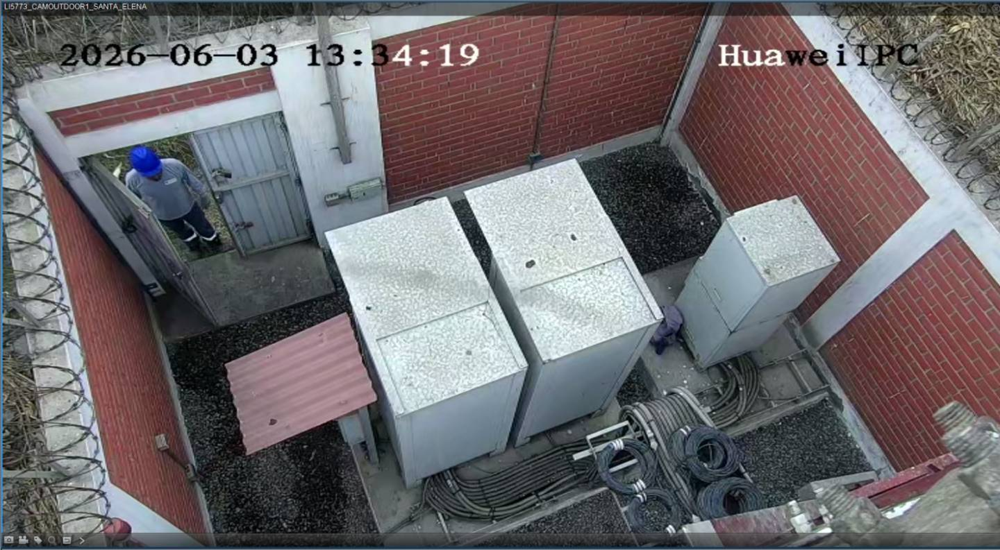 LI5773_CAMOUTDOOR1_SANTA_ELENA
2026-06-03 13:34:19
HuaweiIPC